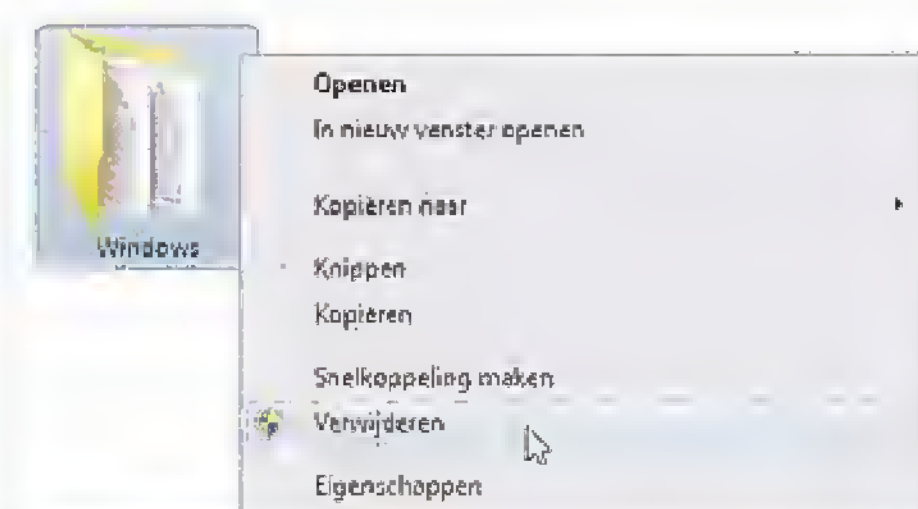 Windows
Openen
In nieuw venster openen
Kopiëren naar
Knippen
Kopiëren
Snelkoppeling maken
Verwijderen
Eigenschappen